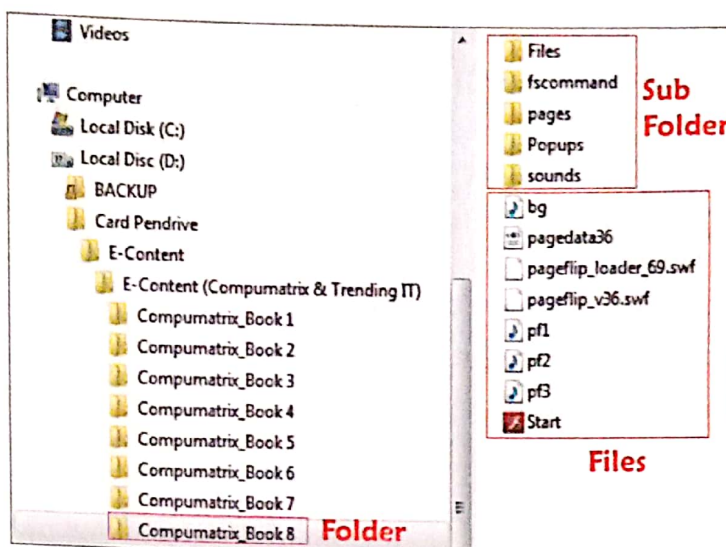 Videos
Computer
Local Disk (C:)
Local Disc (D:)
BACKUP
Card Pendrive
E-Content
E-Content (Compumatrix & Trending IT)
Compumatrix_Book 1
Compumatrix_Book 2
Compumatrix_Book 3
Compumatrix_Book 4
Compumatrix_Book 5
Compumatrix_Book 6
Compumatrix_Book 7
Compumatrix_Book 8
Folder
Files
fscommand
pages
Popups
sounds
Sub
Folder
bg
pagedata36
pageflip_loader_69.swf
pageflip_v36.swf
pf1
pf2
pf3
Start
Files